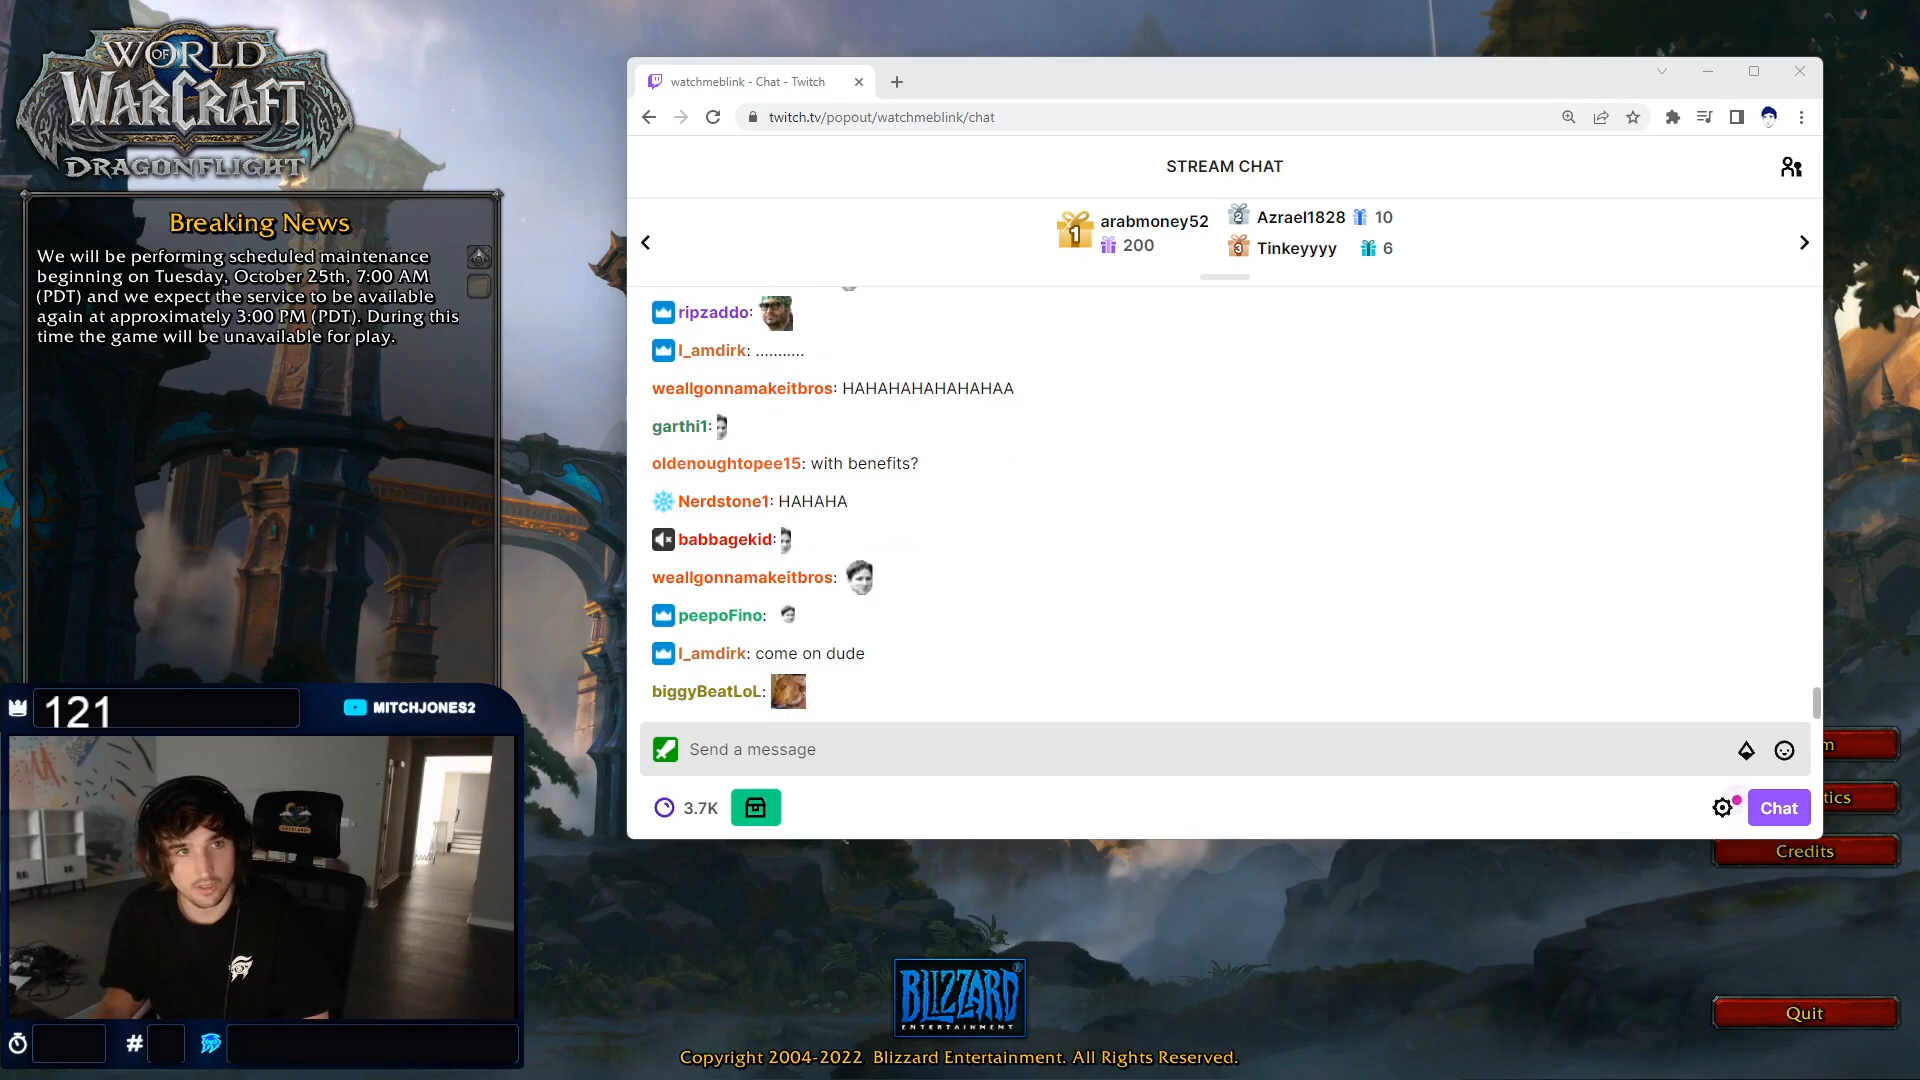 WORLD
OF
WARCRAFT
DRAGONFLIGHT
Breaking News
We will be performing scheduled maintenance
beginning on Tuesday, October 25th, 7:00 AM
(PDT) and we expect the service to be available
again at approximately 3:00 PM (PDT). During this
time the game will be unavailable for play.
watchmeblink - Chat - Twitch
twitch.tv/popout/watchmeblink/chat
STREAM CHAT
1
arabmoney52
200
2
Azrael1828
10
3
Tinkeyyyy
6
ripzaddo:
I_amdirk: ...........
weallgonnamakeitbros: HAHAHAHAHAHAHAA
garthi1:
oldenoughtopee15: with benefits?
Nerdstone1: HAHAHA
babbagekid:
weallgonnamakeitbros:
peepoFino:
I_amdirk: come on dude
biggyBeatLoL:
Send a message
3.7K
Chat
121
MITCHJONES2
#
m
tics
Credits
Quit
BLIZZARD
ENTERTAINMENT
Copyright 2004-2022 Blizzard Entertainment. All Rights Reserved.